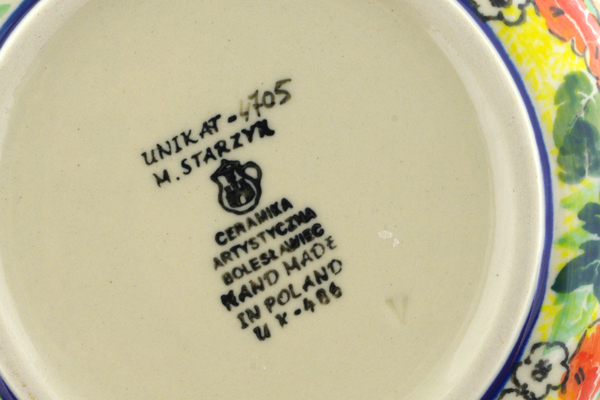 UNIKAT-4705
M. STARZYK
CERAMIKA
ARTYSTYCZNA
BOLESŁAWIEC
HAND MADE
IN POLAND
U K-486